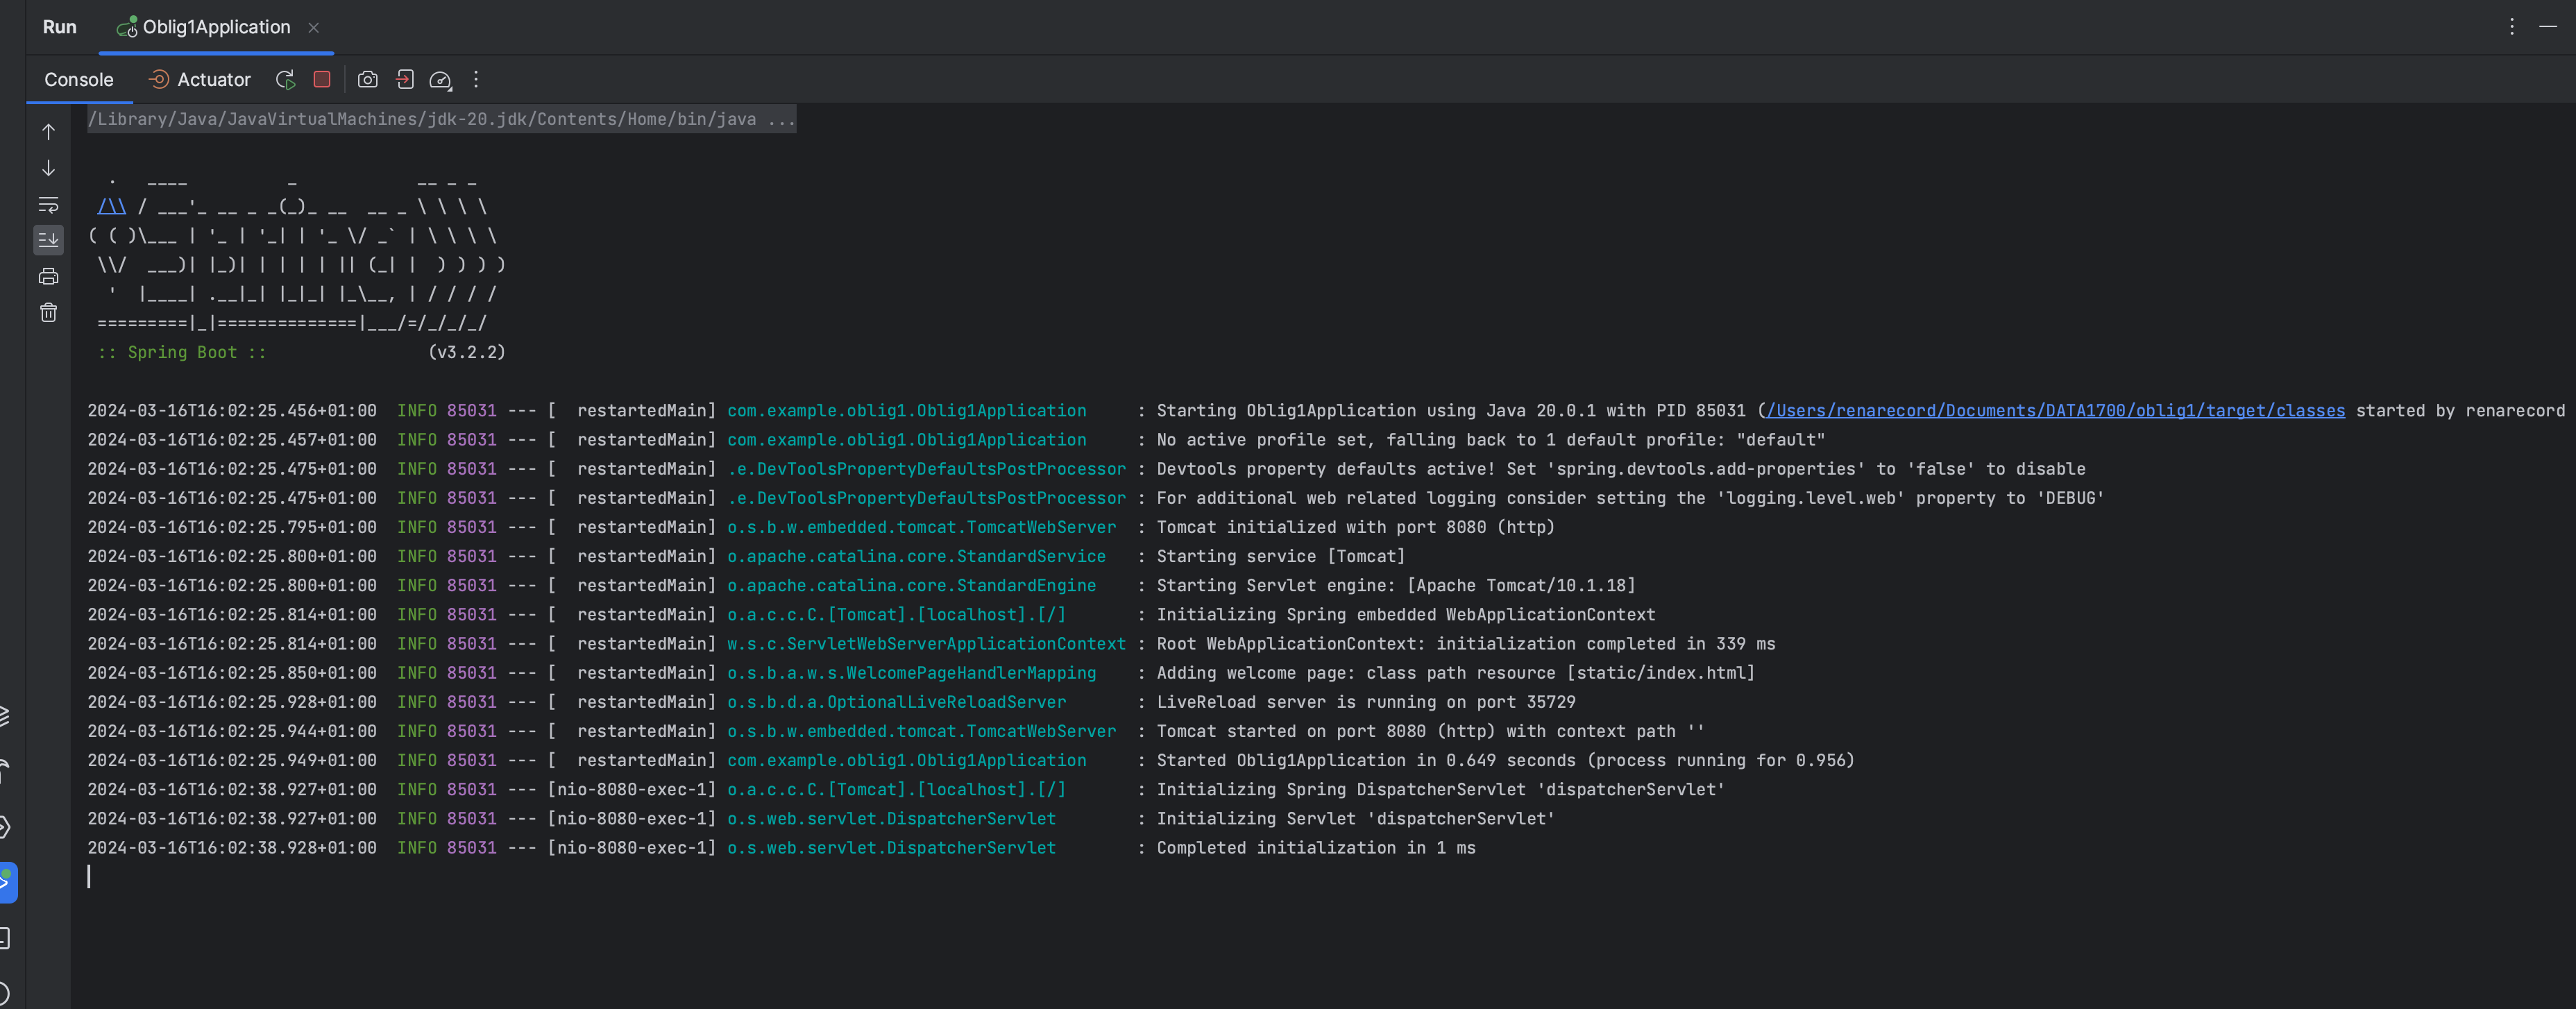 Run Oblig1Application
Console Actuator
/Library/Java/JavaVirtualMachines/jdk-20.jdk/Contents/Home/bin/java ...
  .   ____          _            __ _ _
 /\\ / ___'_ __ _ _(_)_ __  __ _ \ \ \ \
( ( )\___ | '_ | '_| | '_ \/ _` | \ \ \ \
 \\/  ___)| |_)| | | | | || (_| |  ) ) ) )
  '  |____| .__|_| |_|_| |_\__, | / / / /
 =========|_|==============|___/=/_/_/_/
 :: Spring Boot ::                (v3.2.2)
2024-03-16T16:02:25.456+01:00  INFO 85031 --- [  restartedMain] com.example.oblig1.Oblig1Application     : Starting Oblig1Application using Java 20.0.1 with PID 85031 (/Users/renarecord/Documents/DATA1700/oblig1/target/classes started by renarecord
2024-03-16T16:02:25.457+01:00  INFO 85031 --- [  restartedMain] com.example.oblig1.Oblig1Application     : No active profile set, falling back to 1 default profile: "default"
2024-03-16T16:02:25.475+01:00  INFO 85031 --- [  restartedMain] .e.DevToolsPropertyDefaultsPostProcessor : Devtools property defaults active! Set 'spring.devtools.add-properties' to 'false' to disable
2024-03-16T16:02:25.475+01:00  INFO 85031 --- [  restartedMain] .e.DevToolsPropertyDefaultsPostProcessor : For additional web related logging consider setting the 'logging.level.web' property to 'DEBUG'
2024-03-16T16:02:25.795+01:00  INFO 85031 --- [  restartedMain] o.s.b.w.embedded.tomcat.TomcatWebServer  : Tomcat initialized with port 8080 (http)
2024-03-16T16:02:25.800+01:00  INFO 85031 --- [  restartedMain] o.apache.catalina.core.StandardService   : Starting service [Tomcat]
2024-03-16T16:02:25.800+01:00  INFO 85031 --- [  restartedMain] o.apache.catalina.core.StandardEngine    : Starting Servlet engine: [Apache Tomcat/10.1.18]
2024-03-16T16:02:25.814+01:00  INFO 85031 --- [  restartedMain] o.a.c.c.C.[Tomcat].[localhost].[/]       : Initializing Spring embedded WebApplicationContext
2024-03-16T16:02:25.814+01:00  INFO 85031 --- [  restartedMain] w.s.c.ServletWebServerApplicationContext : Root WebApplicationContext: initialization completed in 339 ms
2024-03-16T16:02:25.850+01:00  INFO 85031 --- [  restartedMain] o.s.b.a.w.s.WelcomePageHandlerMapping    : Adding welcome page: class path resource [static/index.html]
2024-03-16T16:02:25.928+01:00  INFO 85031 --- [  restartedMain] o.s.b.d.a.OptionalLiveReloadServer       : LiveReload server is running on port 35729
2024-03-16T16:02:25.944+01:00  INFO 85031 --- [  restartedMain] o.s.b.w.embedded.tomcat.TomcatWebServer  : Tomcat started on port 8080 (http) with context path ''
2024-03-16T16:02:25.949+01:00  INFO 85031 --- [  restartedMain] com.example.oblig1.Oblig1Application     : Started Oblig1Application in 0.649 seconds (process running for 0.956)
2024-03-16T16:02:38.927+01:00  INFO 85031 --- [nio-8080-exec-1] o.a.c.c.C.[Tomcat].[localhost].[/]       : Initializing Spring DispatcherServlet 'dispatcherServlet'
2024-03-16T16:02:38.927+01:00  INFO 85031 --- [nio-8080-exec-1] o.s.web.servlet.DispatcherServlet        : Initializing Servlet 'dispatcherServlet'
2024-03-16T16:02:38.928+01:00  INFO 85031 --- [nio-8080-exec-1] o.s.web.servlet.DispatcherServlet        : Completed initialization in 1 ms